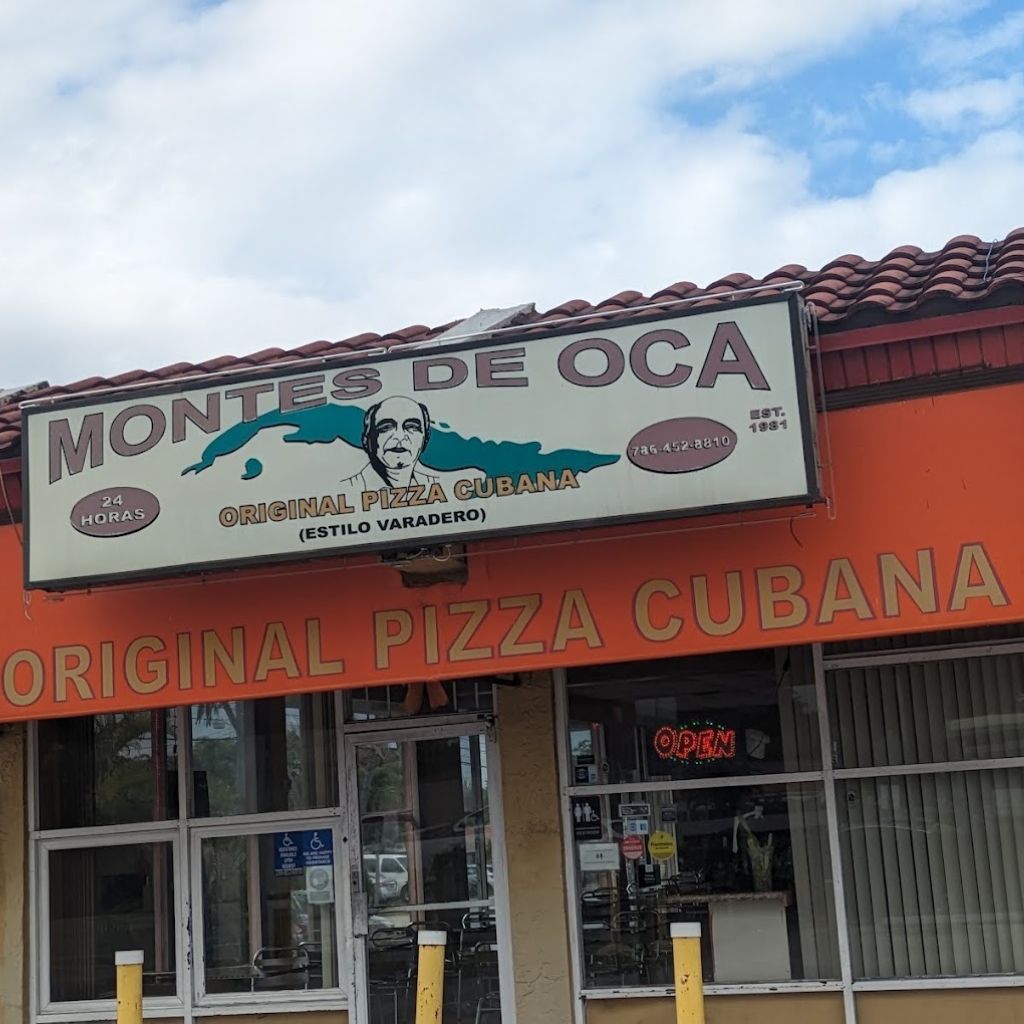 MONTES DE OCA
EST.
1981
786-452-8810
24
HORAS
ORIGINAL PIZZA CUBANA
(ESTILO VARADERO)
ORIGINAL PIZZA CUBANA
OPEN